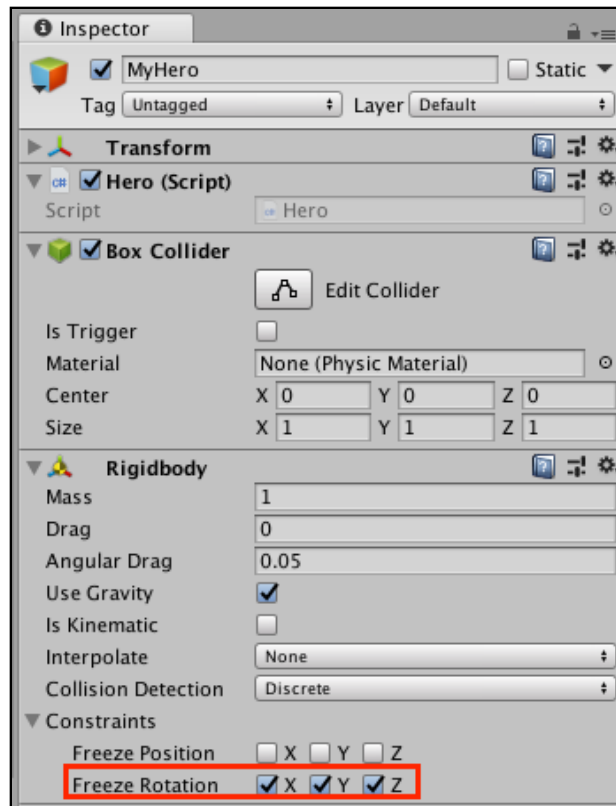 Inspector
MyHero Static
Tag Untagged Layer Default
Transform
C# Hero (Script)
Script Hero
Box Collider
Edit Collider
Is Trigger
Material None (Physic Material)
Center X 0 Y 0 Z 0
Size X 1 Y 1 Z 1
Rigidbody
Mass 1
Drag 0
Angular Drag 0.05
Use Gravity
Is Kinematic
Interpolate None
Collision Detection Discrete
Constraints
Freeze Position X Y Z
Freeze Rotation X Y Z